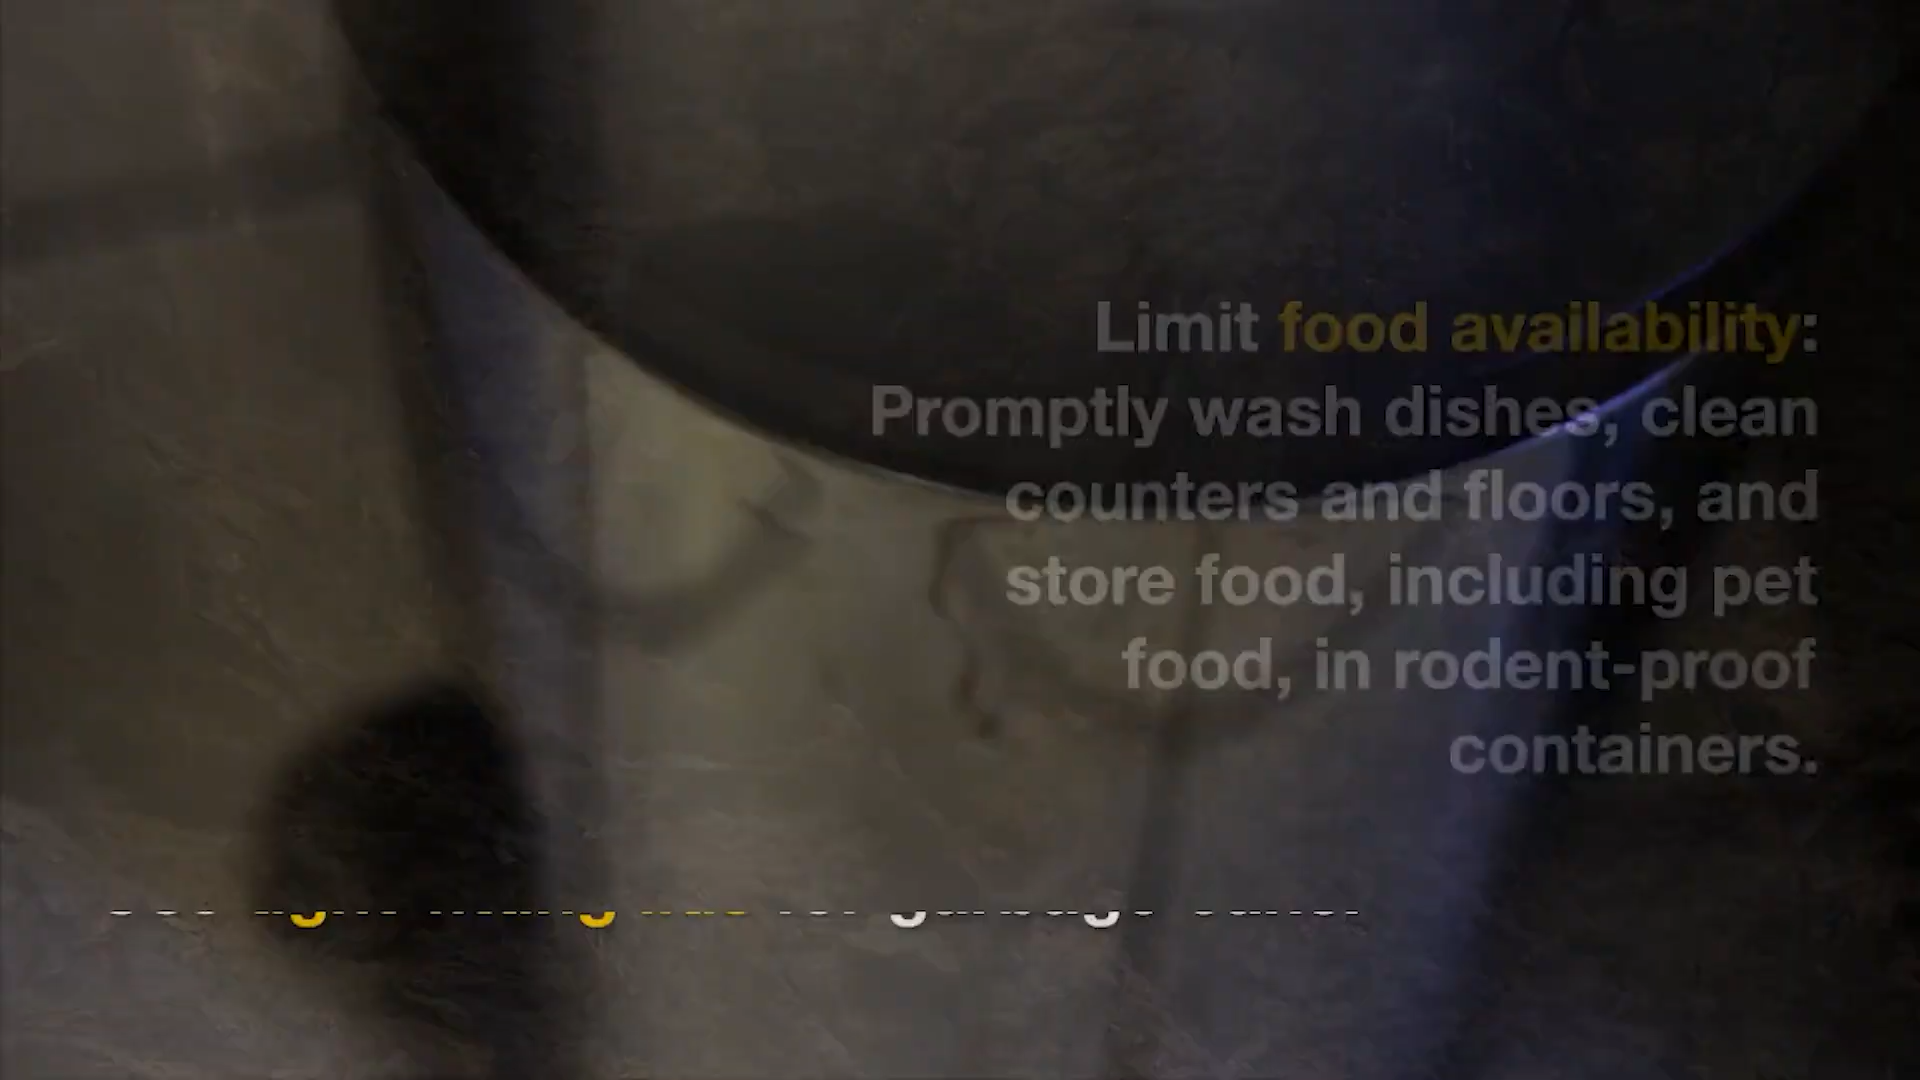 Limit food availability:
Promptly wash dishes, clean
counters and floors, and
store food, including pet
food, in rodent-proof
containers.